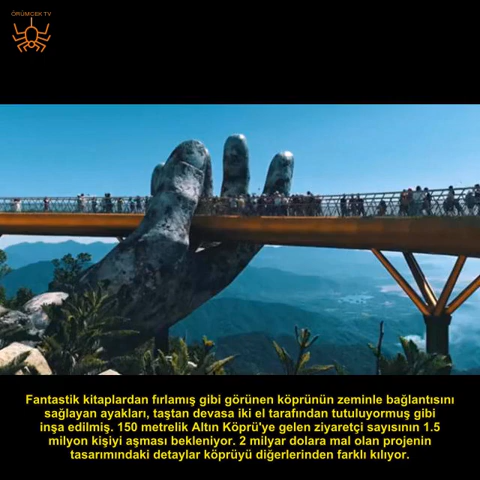 ÖRÜMCEK TV
Fantastik kitaplardan fırlamış gibi görünen köprünün zeminle bağlantısını
sağlayan ayakları, taştan devasa iki el tarafından tutuluyormuş gibi
inşa edilmiş. 150 metrelik Altın Köprü'ye gelen ziyaretçi sayısının 1.5
milyon kişiyi aşması bekleniyor. 2 milyar dolara mal olan projenin
tasarımındaki detaylar köprüyü diğerlerinden farklı kılıyor.